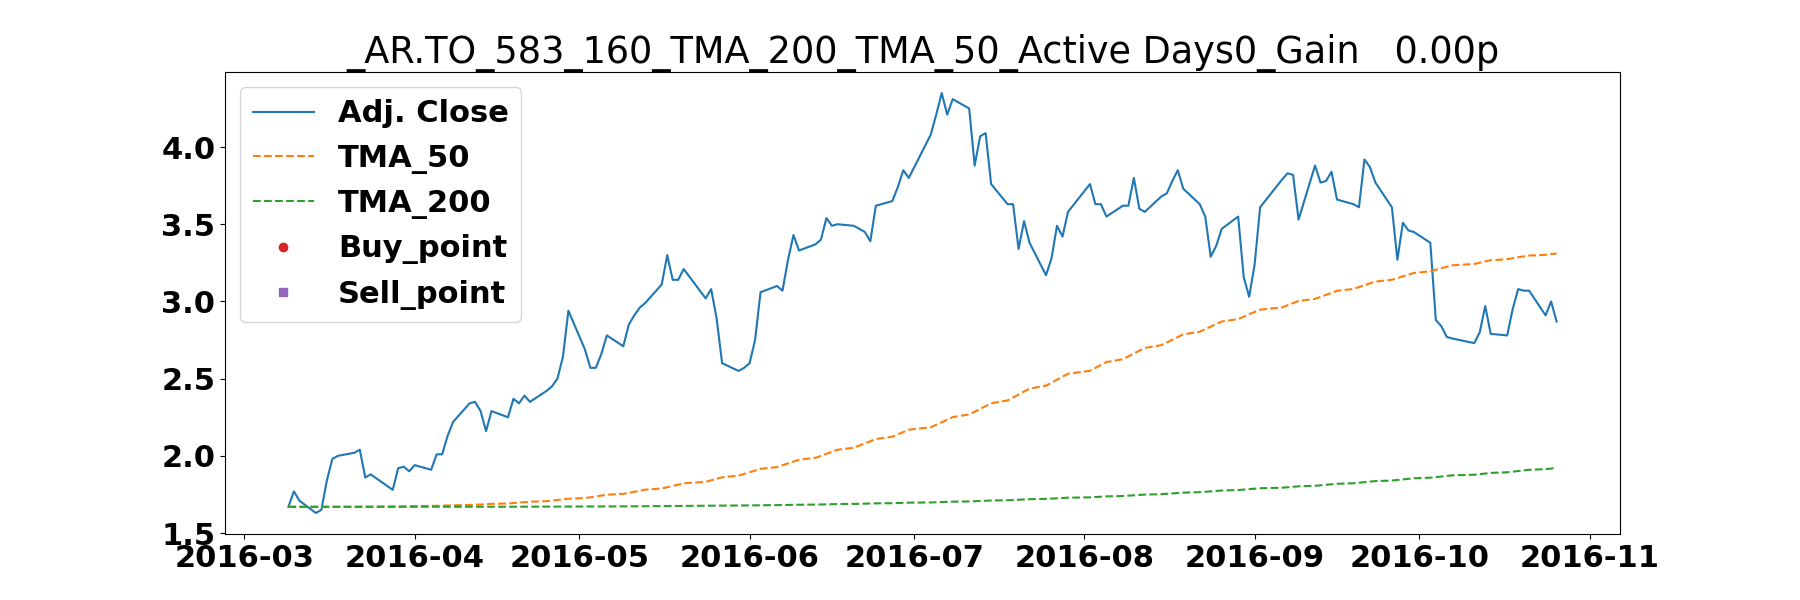 _AR.TO_583_160_TMA_200_TMA_50_Active Days0_Gain   0.00p
Adj. Close
TMA_50
TMA_200
Buy_point
Sell_point
4.0
3.5
3.0
2.5
2.0
1.5
2016-03 2016-04 2016-05 2016-06 2016-07 2016-08 2016-09 2016-10 2016-11